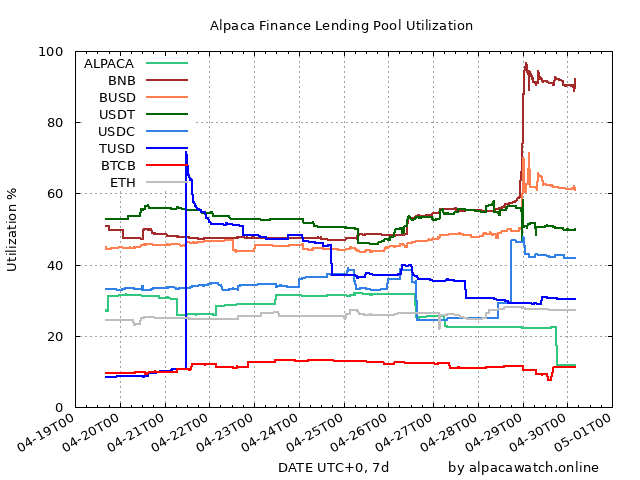 Alpaca Finance Lending Pool Utilization
100
80
60
40
20
0
Utilization %
ALPACA
BNB
BUSD
USDT
USDC
TUSD
BTCB
ETH
04-19T00
04-20T00
04-21T00
04-22T00
04-23T00
04-24T00
04-25T00
04-26T00
04-27T00
04-28T00
04-29T00
04-30T00
05-01T00
DATE UTC+0, 7d
by alpacawatch.online